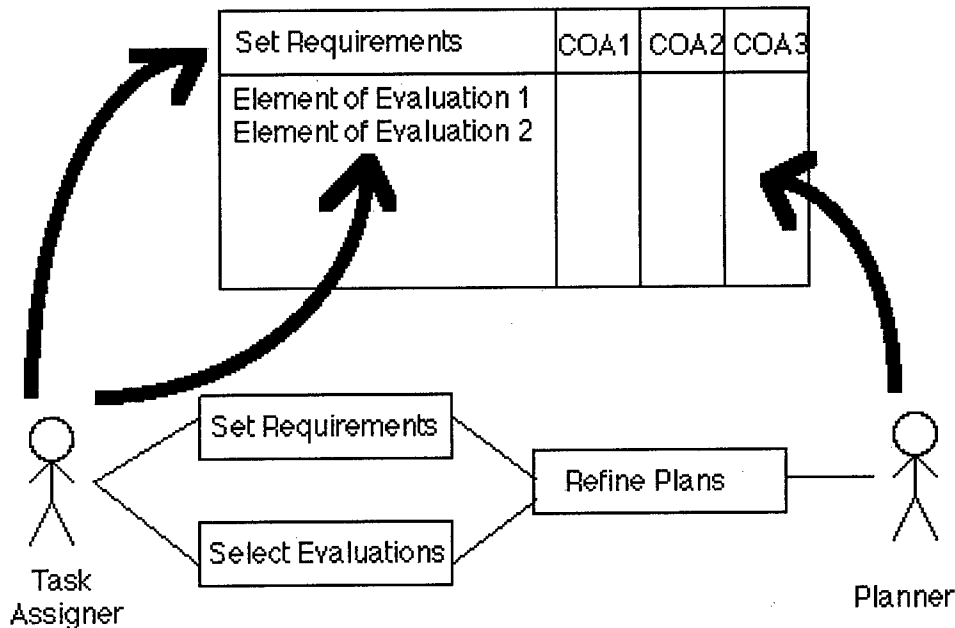 Set Requirements COA1 COA2 COA3
Element of Evaluation 1
Element of Evaluation 2
Set Requirements
Refine Plans
Select Evaluations
Task
Assigner
Planner